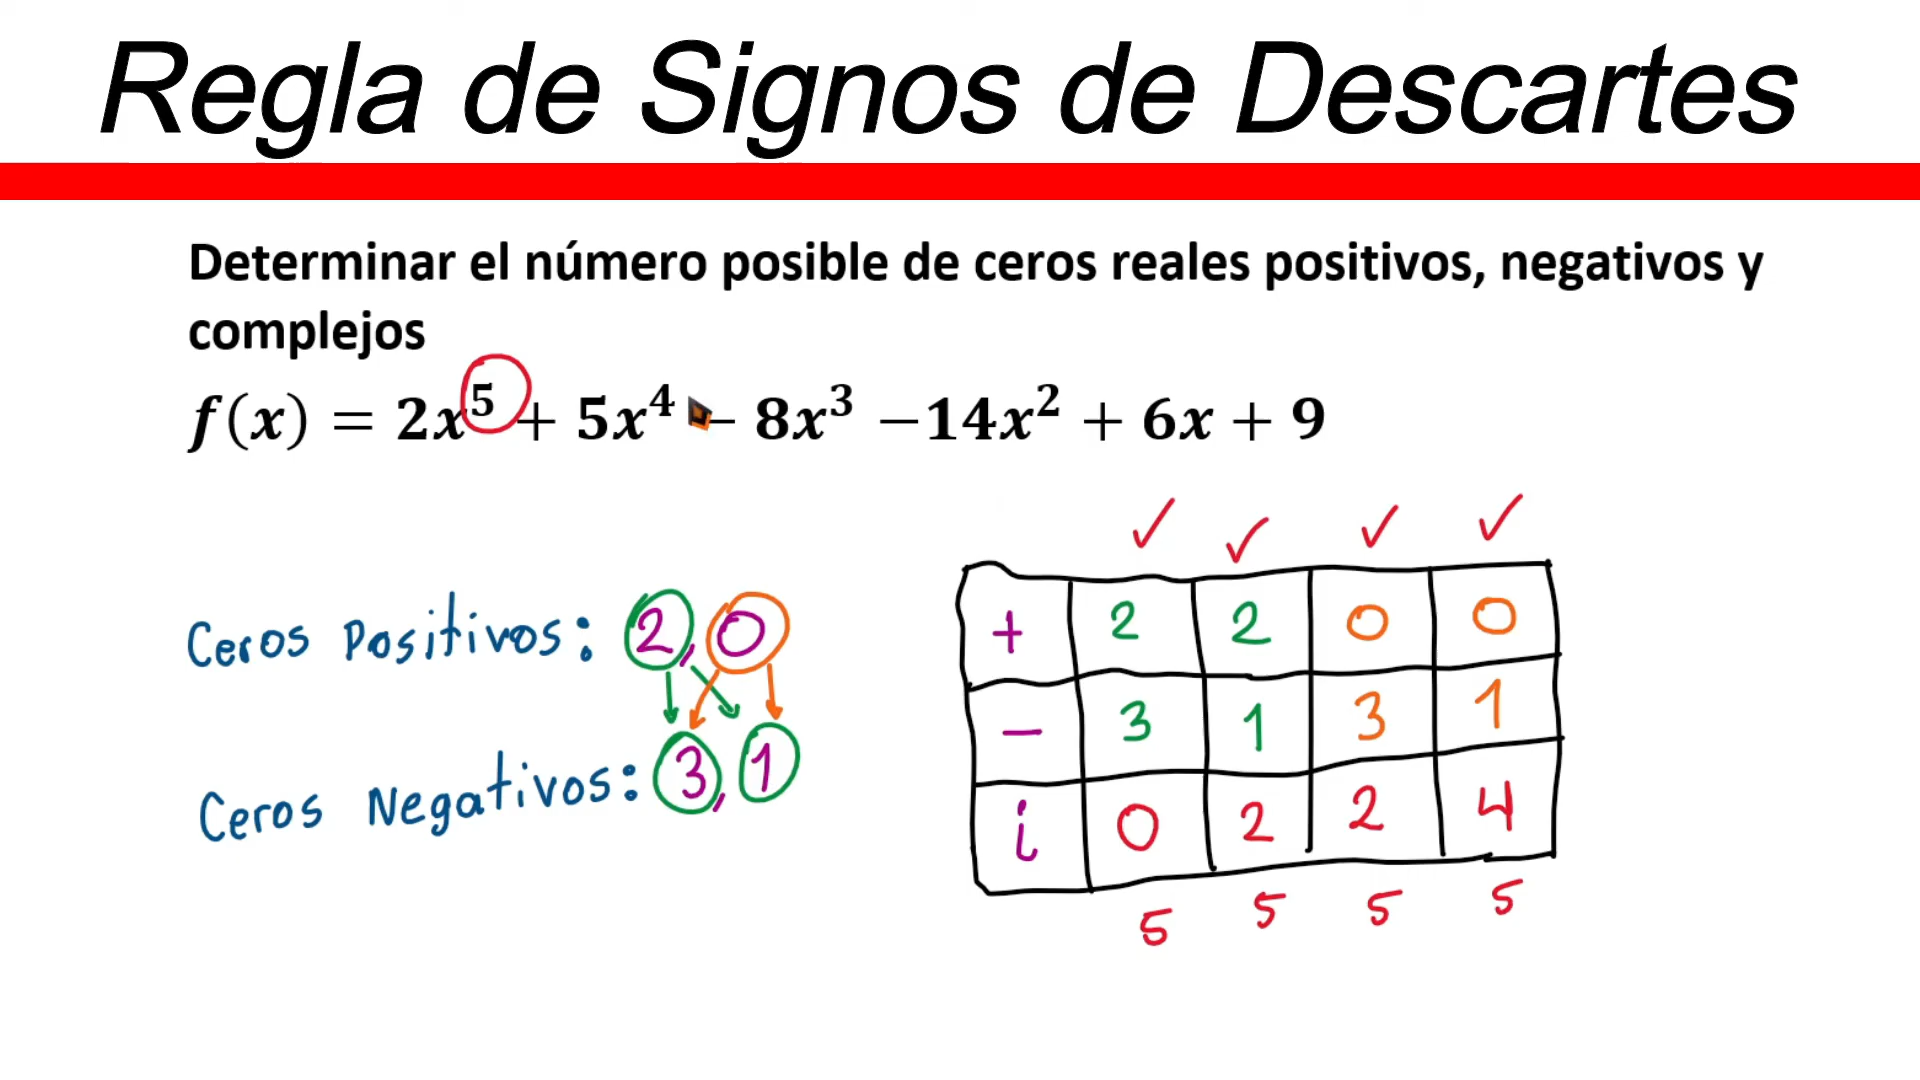 Regla de Signos de Descartes
Determinar el número posible de ceros reales positivos, negativos y
complejos
f(x) = 2x⁵ + 5x⁴ − 8x³ −14x² + 6x + 9
Ceros Positivos: 2, 0
Ceros Negativos: 3, 1
+ 2 2 0 0
− 3 1 3 1
i 0 2 2 4
5 5 5 5